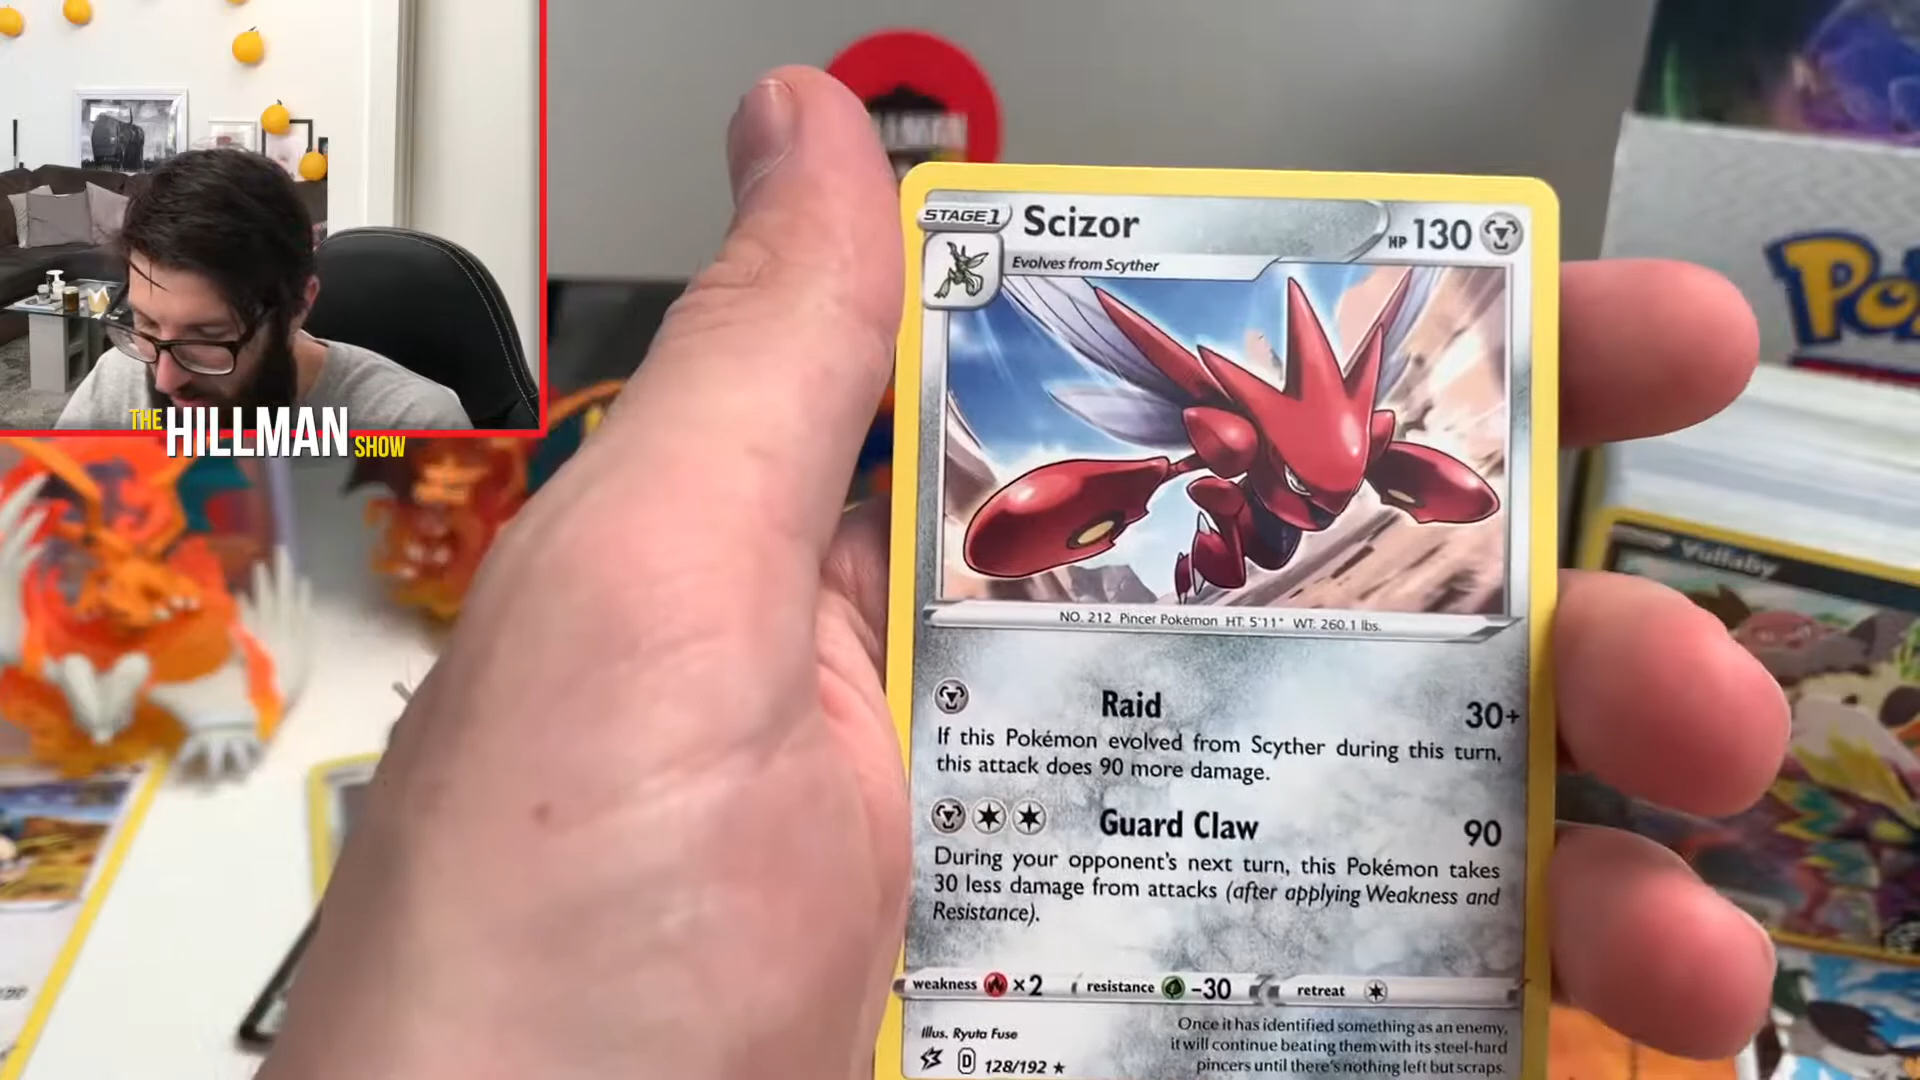 THE HILLMAN SHOW
STAGE 1
Scizor
HP 130
Evolves from Scyther
NO. 212 Pincer Pokémon HT: 5'11" WT: 260.1 lbs.
Raid
30+
If this Pokémon evolved from Scyther during this turn,
this attack does 90 more damage.
Guard Claw
90
During your opponent's next turn, this Pokémon takes
30 less damage from attacks (after applying Weakness and
Resistance).
weakness ×2
resistance -30
retreat
Illus. Ryuta Fuse
Once it has identified something as an enemy,
it will continue beating them with its steel-hard
pincers until there's nothing left but scraps.
D 128/192 ★
Vullaby